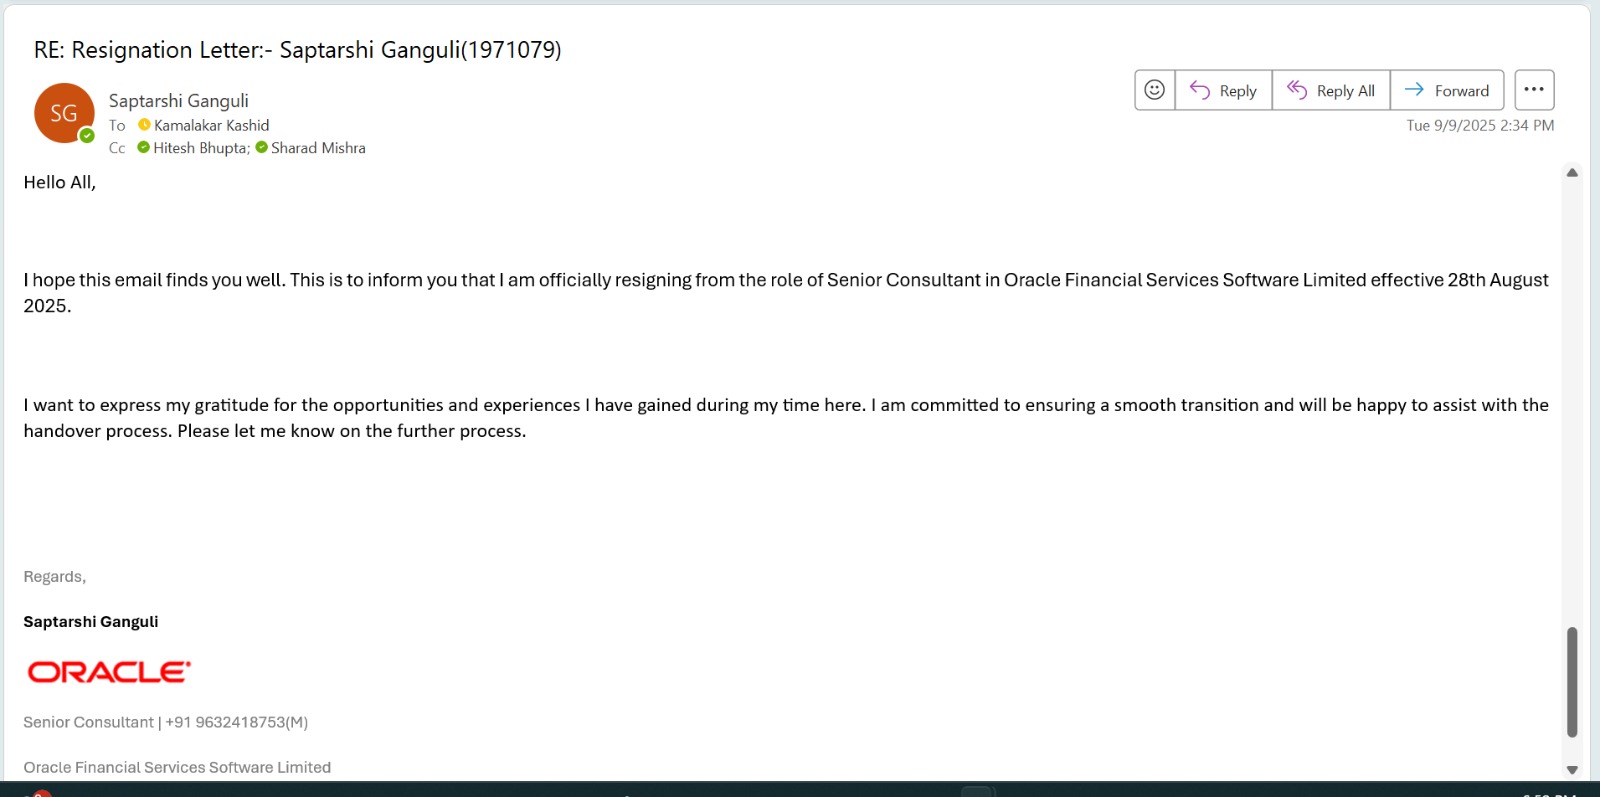 RE: Resignation Letter:- Saptarshi Ganguli(1971079)
SG
Saptarshi Ganguli
To Kamalakar Kashid
Cc Hitesh Bhupta; Sharad Mishra
Reply
Reply All
Forward
Tue 9/9/2025 2:34 PM
Hello All,
I hope this email finds you well. This is to inform you that I am officially resigning from the role of Senior Consultant in Oracle Financial Services Software Limited effective 28th August
2025.
I want to express my gratitude for the opportunities and experiences I have gained during my time here. I am committed to ensuring a smooth transition and will be happy to assist with the
handover process. Please let me know on the further process.
Regards,
Saptarshi Ganguli
ORACLE
Senior Consultant | +91 9632418753(M)
Oracle Financial Services Software Limited